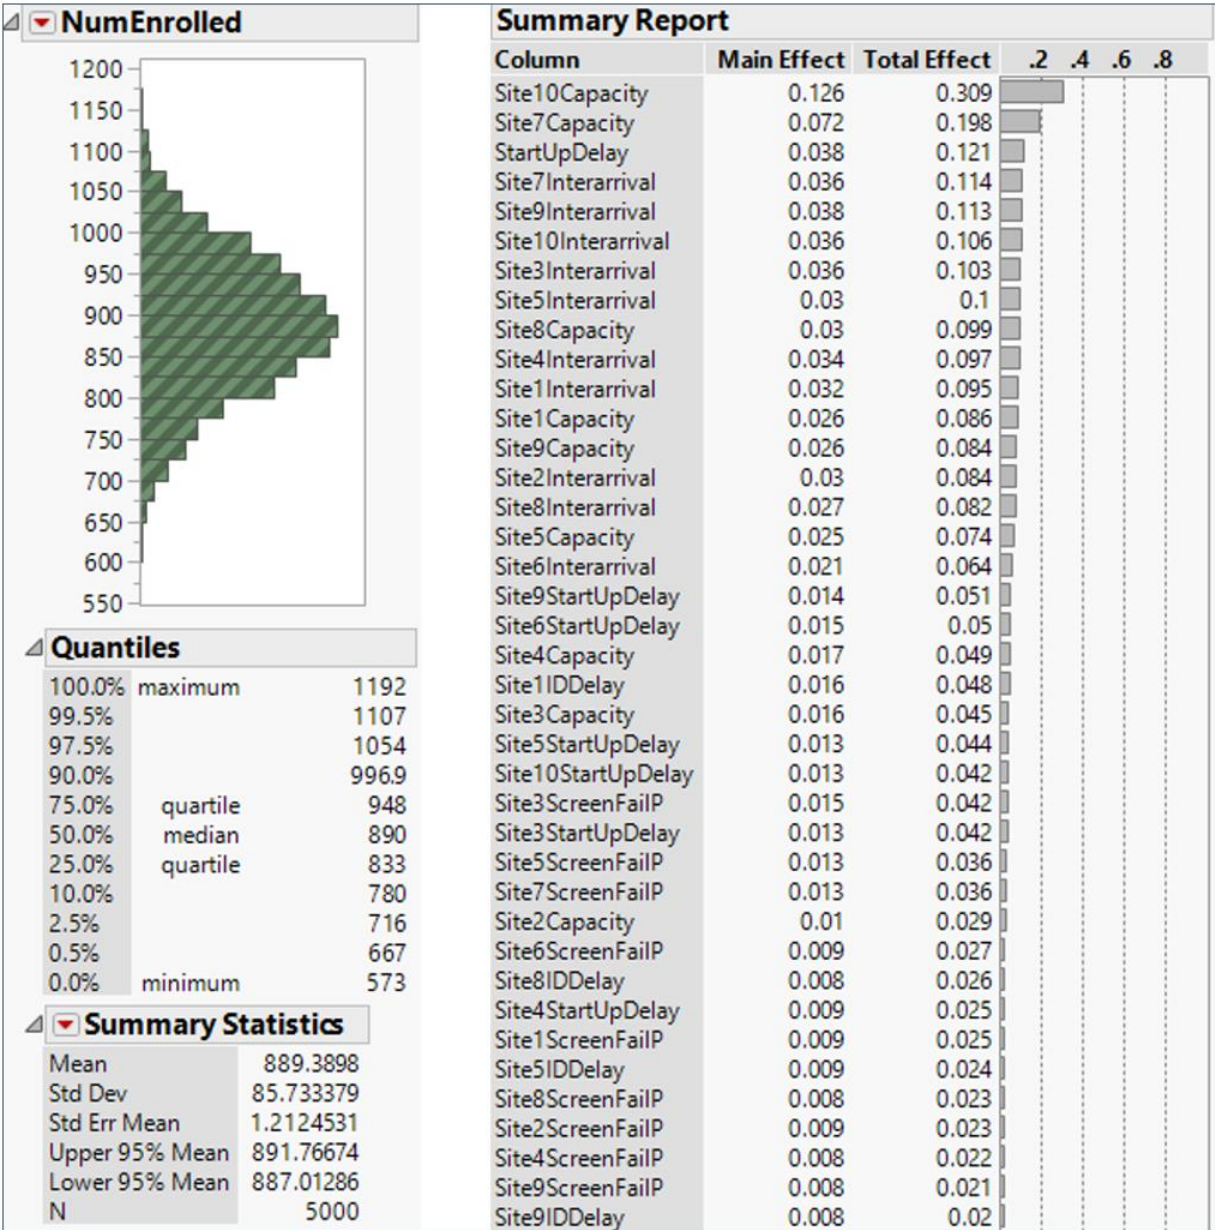 NumEnrolled
1200
1150
1100
1050
1000
950
900
850
800
750
700
650
600
550
Quantiles
100.0% maximum 1192
99.5% 1107
97.5% 1054
90.0% 996.9
75.0% quartile 948
50.0% median 890
25.0% quartile 833
10.0% 780
2.5% 716
0.5% 667
0.0% minimum 573
Summary Statistics
Mean 889.3898
Std Dev 85.733379
Std Err Mean 1.2124531
Upper 95% Mean 891.76674
Lower 95% Mean 887.01286
N 5000
Summary Report
Column Main Effect Total Effect .2 .4 .6 .8
Site10Capacity 0.126 0.309
Site7Capacity 0.072 0.198
StartUpDelay 0.038 0.121
Site7Interarrival 0.036 0.114
Site9Interarrival 0.038 0.113
Site10Interarrival 0.036 0.106
Site3Interarrival 0.036 0.103
Site5Interarrival 0.03 0.1
Site8Capacity 0.03 0.099
Site4Interarrival 0.034 0.097
Site1Interarrival 0.032 0.095
Site1Capacity 0.026 0.086
Site9Capacity 0.026 0.084
Site2Interarrival 0.03 0.084
Site8Interarrival 0.027 0.082
Site5Capacity 0.025 0.074
Site6Interarrival 0.021 0.064
Site9StartUpDelay 0.014 0.051
Site6StartUpDelay 0.015 0.05
Site4Capacity 0.017 0.049
Site1IDDelay 0.016 0.048
Site3Capacity 0.016 0.045
Site5StartUpDelay 0.013 0.044
Site10StartUpDelay 0.013 0.042
Site3ScreenFailP 0.015 0.042
Site3StartUpDelay 0.013 0.042
Site5ScreenFailP 0.013 0.036
Site7ScreenFailP 0.013 0.036
Site2Capacity 0.01 0.029
Site6ScreenFailP 0.009 0.027
Site8IDDelay 0.008 0.026
Site4StartUpDelay 0.009 0.025
Site1ScreenFailP 0.009 0.025
Site5IDDelay 0.009 0.024
Site8ScreenFailP 0.008 0.023
Site2ScreenFailP 0.009 0.023
Site4ScreenFailP 0.008 0.022
Site9ScreenFailP 0.008 0.021
Site9IDDelay 0.008 0.02